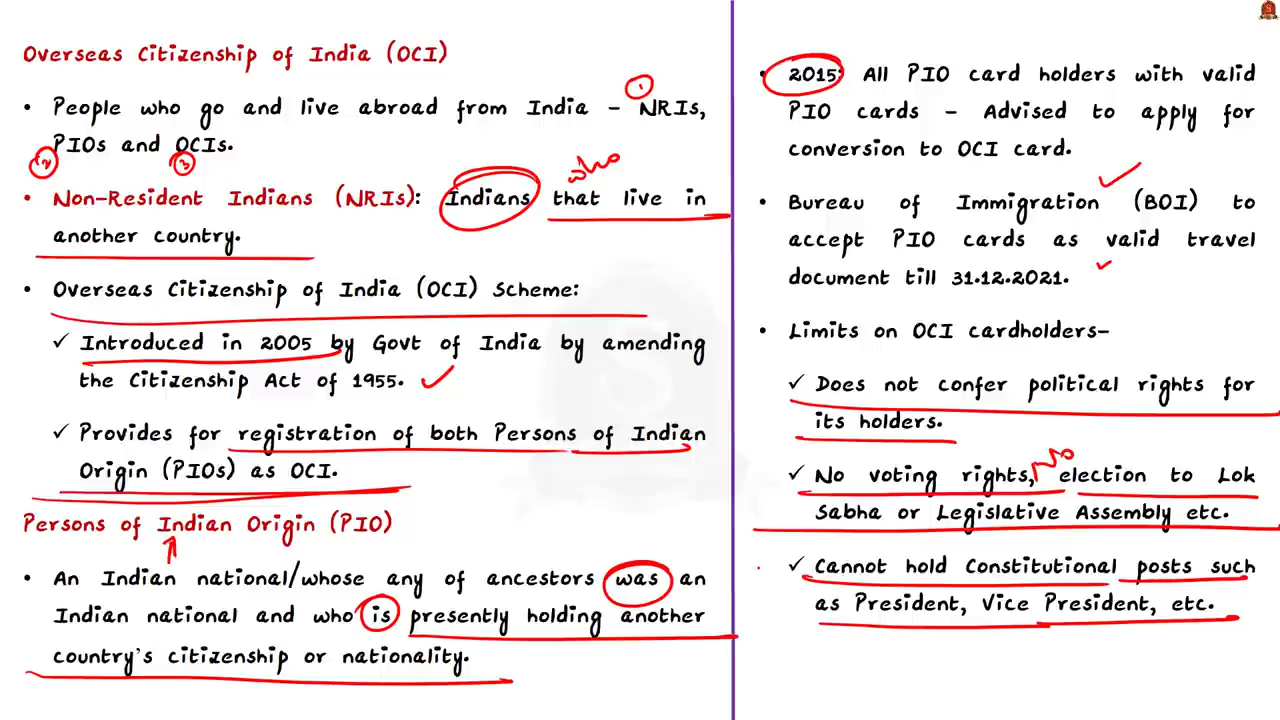 Overseas Citizenship of India (OCI)
• People who go and live abroad from India – NRIs,
1
PIOs and OCIs.
2 3
who
• Non-Resident Indians (NRIs): Indians that live in
another country.
• Overseas Citizenship of India (OCI) Scheme:
✓ Introduced in 2005 by Govt of India by amending
the Citizenship Act of 1955.
✓ Provides for registration of both Persons of Indian
Origin (PIOs) as OCI.
Persons of Indian Origin (PIO)
• An Indian national/whose any of ancestors was an
Indian national and who is presently holding another
country's citizenship or nationality.
• 2015: All PIO card holders with valid
PIO cards – Advised to apply for
conversion to OCI card.
• Bureau of Immigration (BOI) to
accept PIO cards as valid travel
document till 31.12.2021.
• Limits on OCI cardholders–
✓ Does not confer political rights for
its holders.
✓ No voting rights, No election to Lok
Sabha or Legislative Assembly etc.
✓ Cannot hold Constitutional posts such
as President, Vice President, etc.